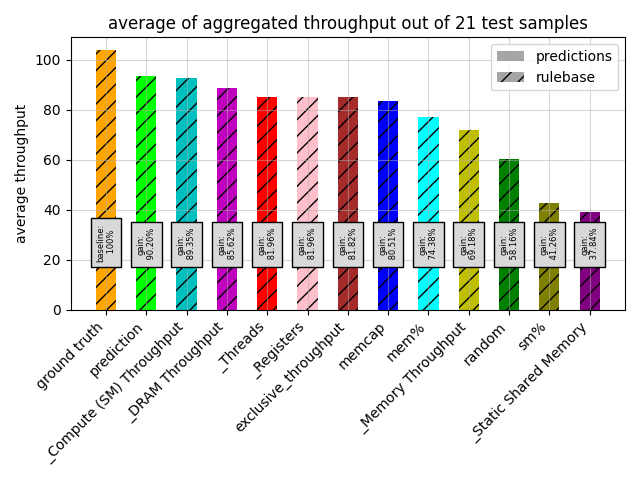 average of aggregated throughput out of 21 test samples
predictions
rulebase
average throughput
100
80
60
40
20
0
baseline:
100%
gain:
90.20%
gain:
89.35%
gain:
85.62%
gain:
81.96%
gain:
81.96%
gain:
81.82%
gain:
80.51%
gain:
74.38%
gain:
69.18%
gain:
58.16%
gain:
41.26%
gain:
37.84%
ground truth
prediction
_Compute (SM) Throughput
_DRAM Throughput
_Threads
_Registers
exclusive_throughput
memcap
mem%
_Memory Throughput
random
sm%
_Static Shared Memory